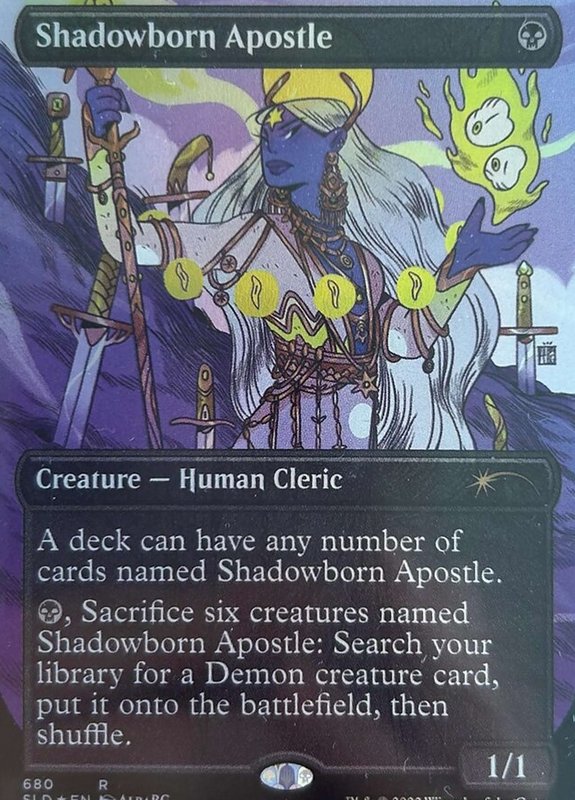 Shadowborn Apostle
Creature — Human Cleric
A deck can have any number of
cards named Shadowborn Apostle.
, Sacrifice six creatures named
Shadowborn Apostle: Search your
library for a Demon creature card,
put it onto the battlefield, then
shuffle.
1/1
680 R
SLD EN